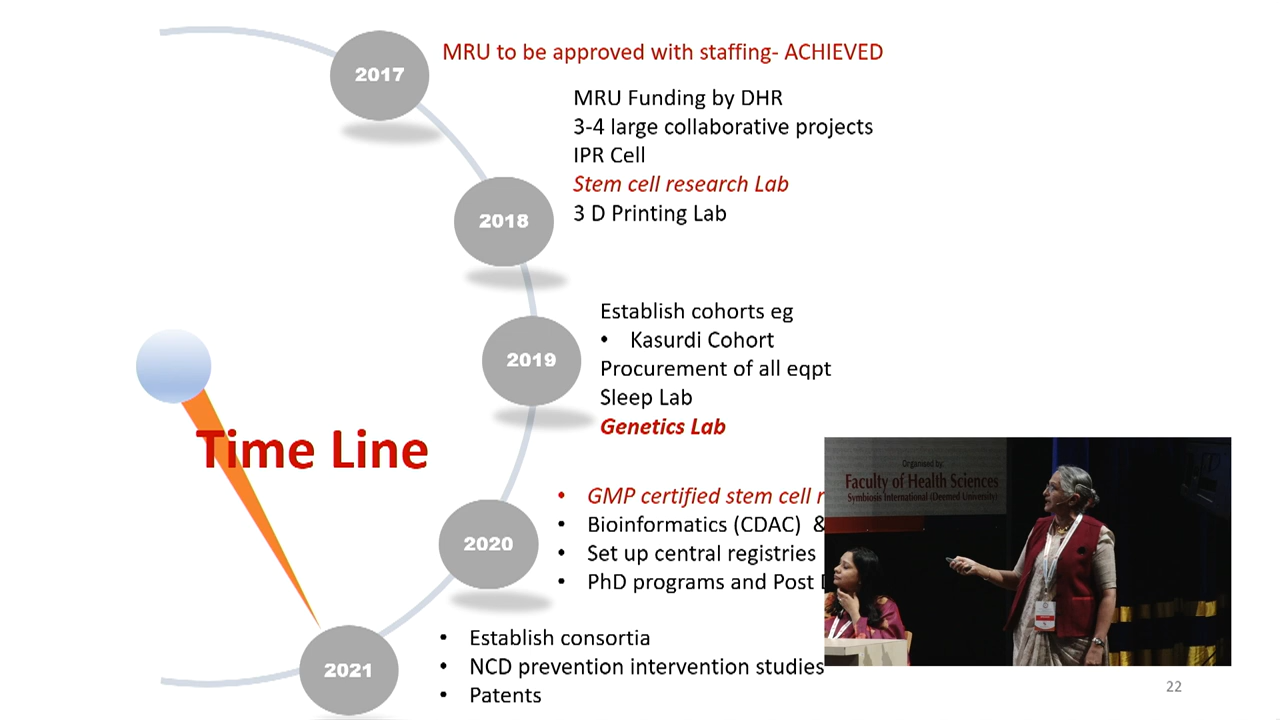 2017
MRU to be approved with staffing- ACHIEVED
MRU Funding by DHR
3-4 large collaborative projects
IPR Cell
Stem cell research Lab
3 D Printing Lab
2018
Establish cohorts eg
• Kasurdi Cohort
Procurement of all eqpt
Sleep Lab
Genetics Lab
2019
Time Line
• GMP certified stem cell
• Bioinformatics (CDAC) &
• Set up central registries
• PhD programs and Post
2020
• Establish consortia
• NCD prevention intervention studies
• Patents
2021
Organised by:
Faculty of Health Sciences
Symbiosis International (Deemed University)
22